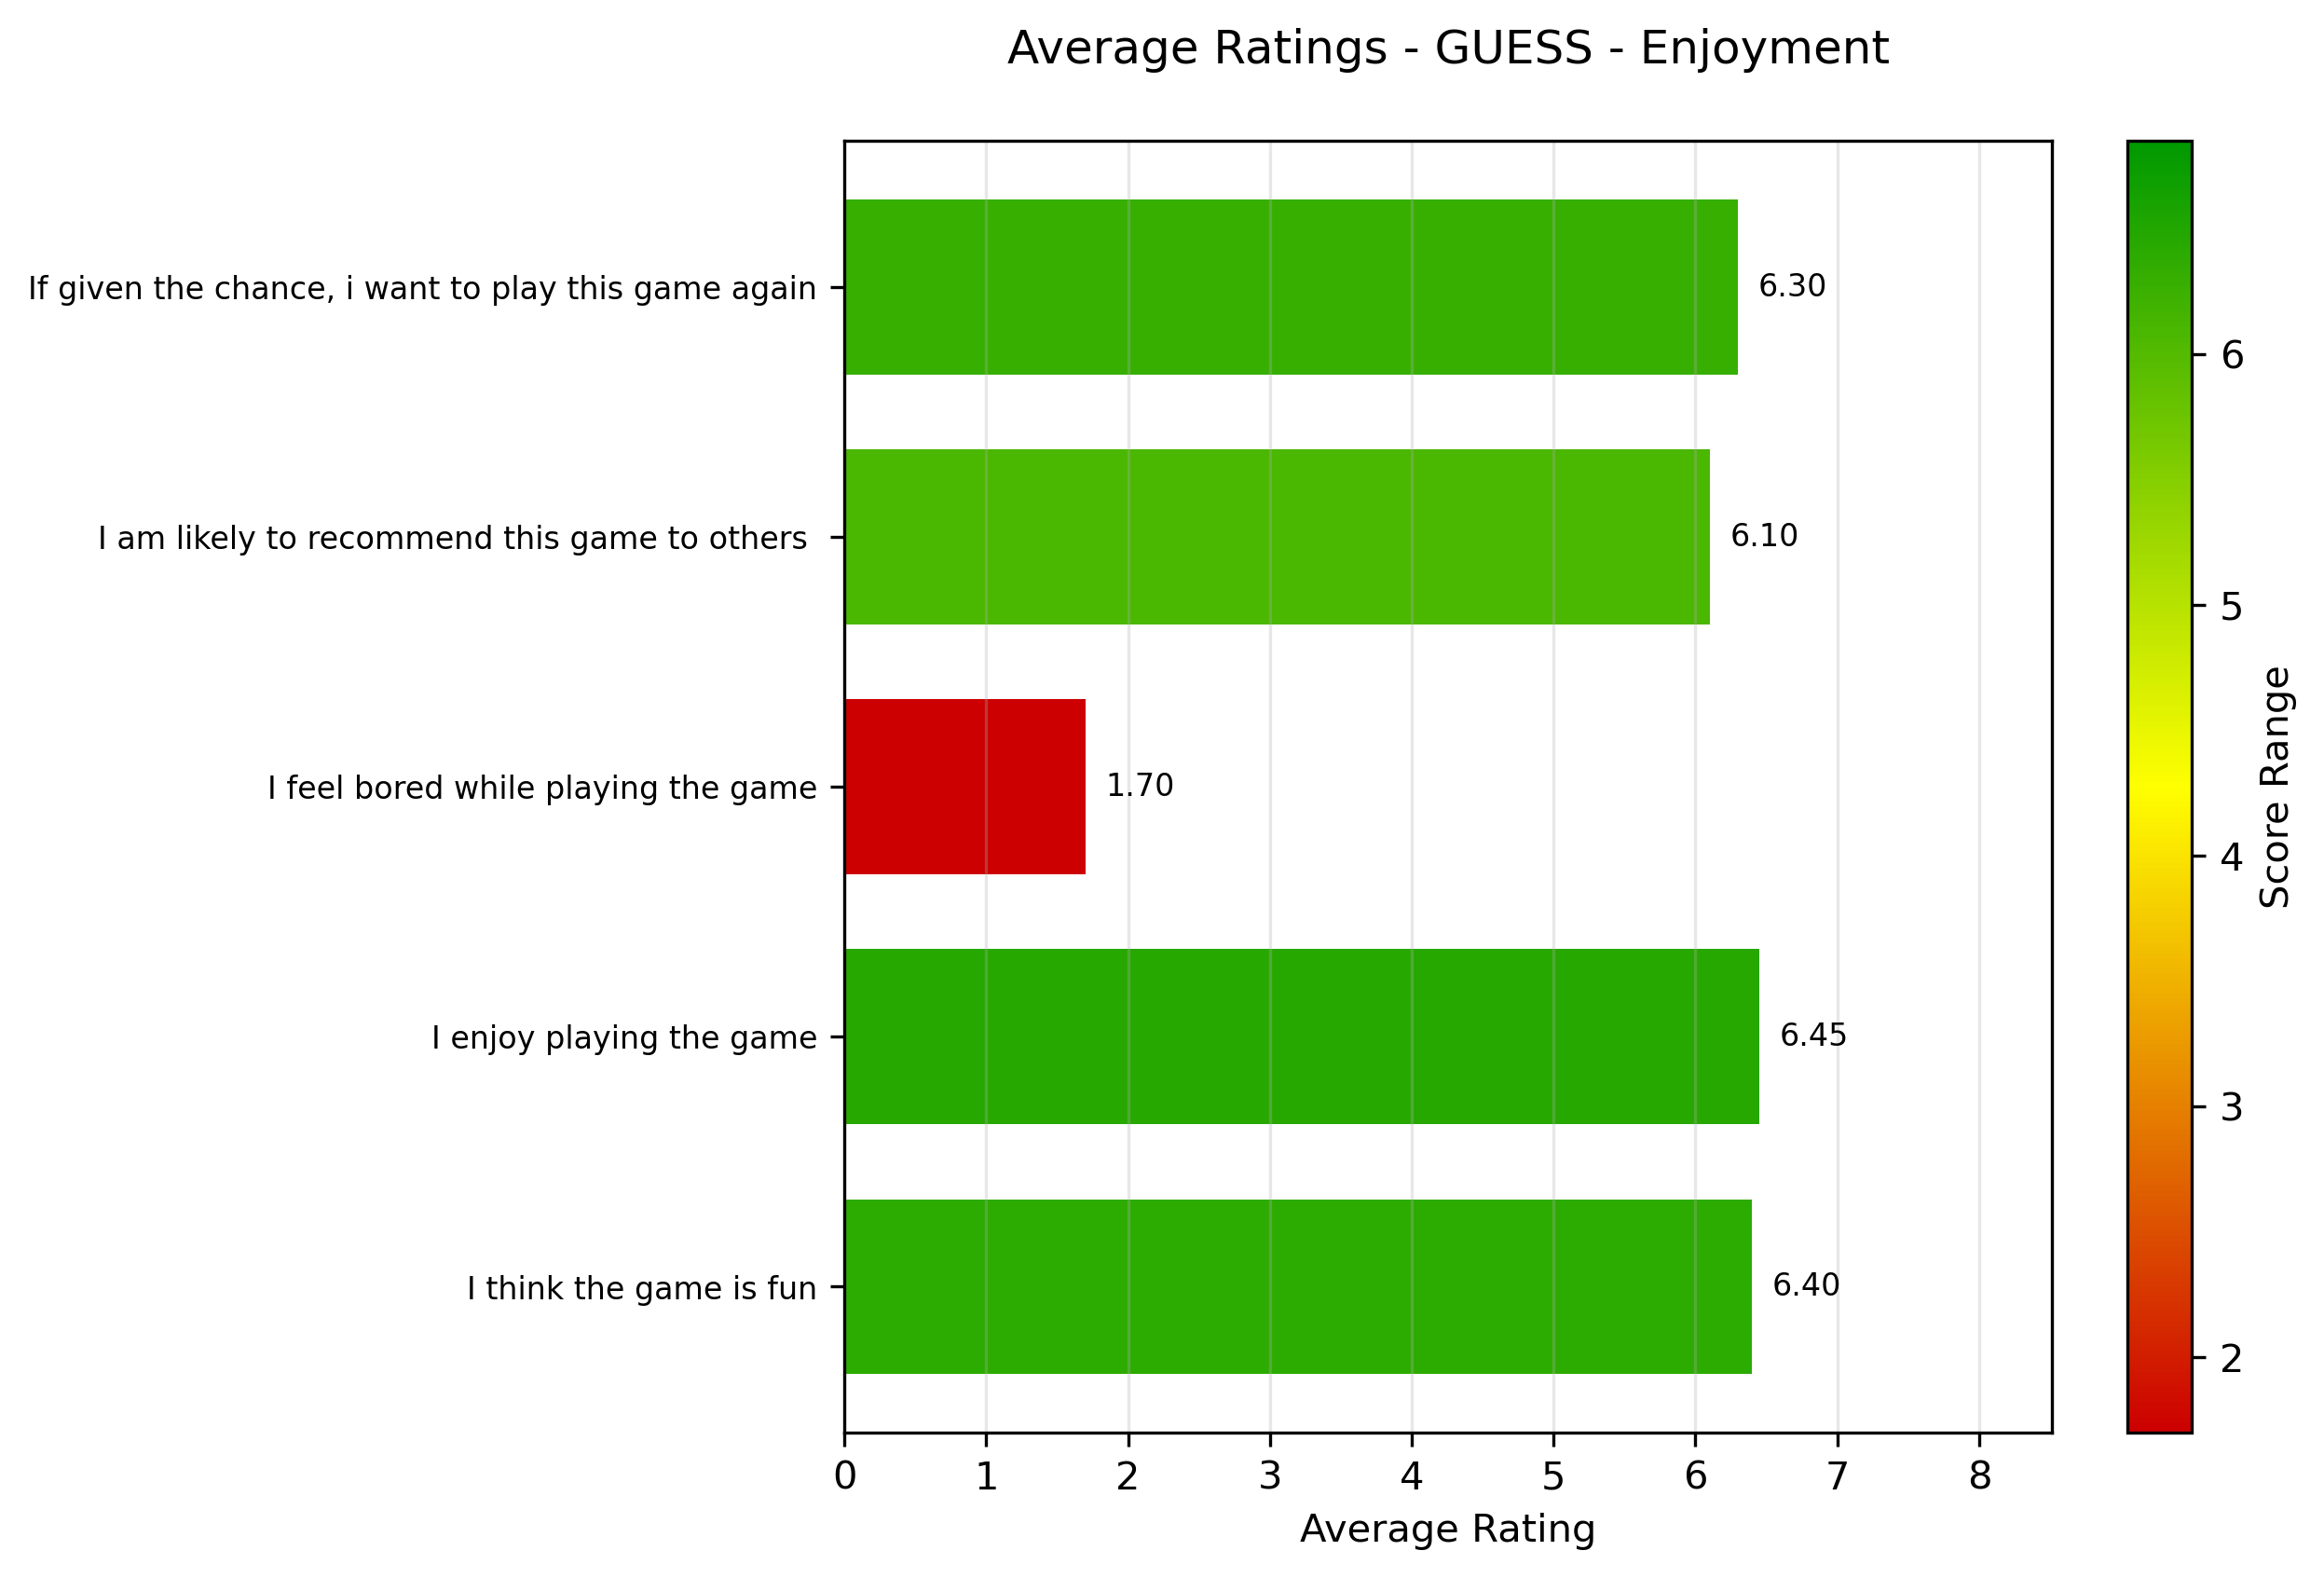 Average Ratings - GUESS - Enjoyment
If given the chance, i want to play this game again
6.30
I am likely to recommend this game to others
6.10
I feel bored while playing the game
1.70
I enjoy playing the game
6.45
I think the game is fun
6.40
0 1 2 3 4 5 6 7 8
Average Rating
6
5
4
3
2
Score Range